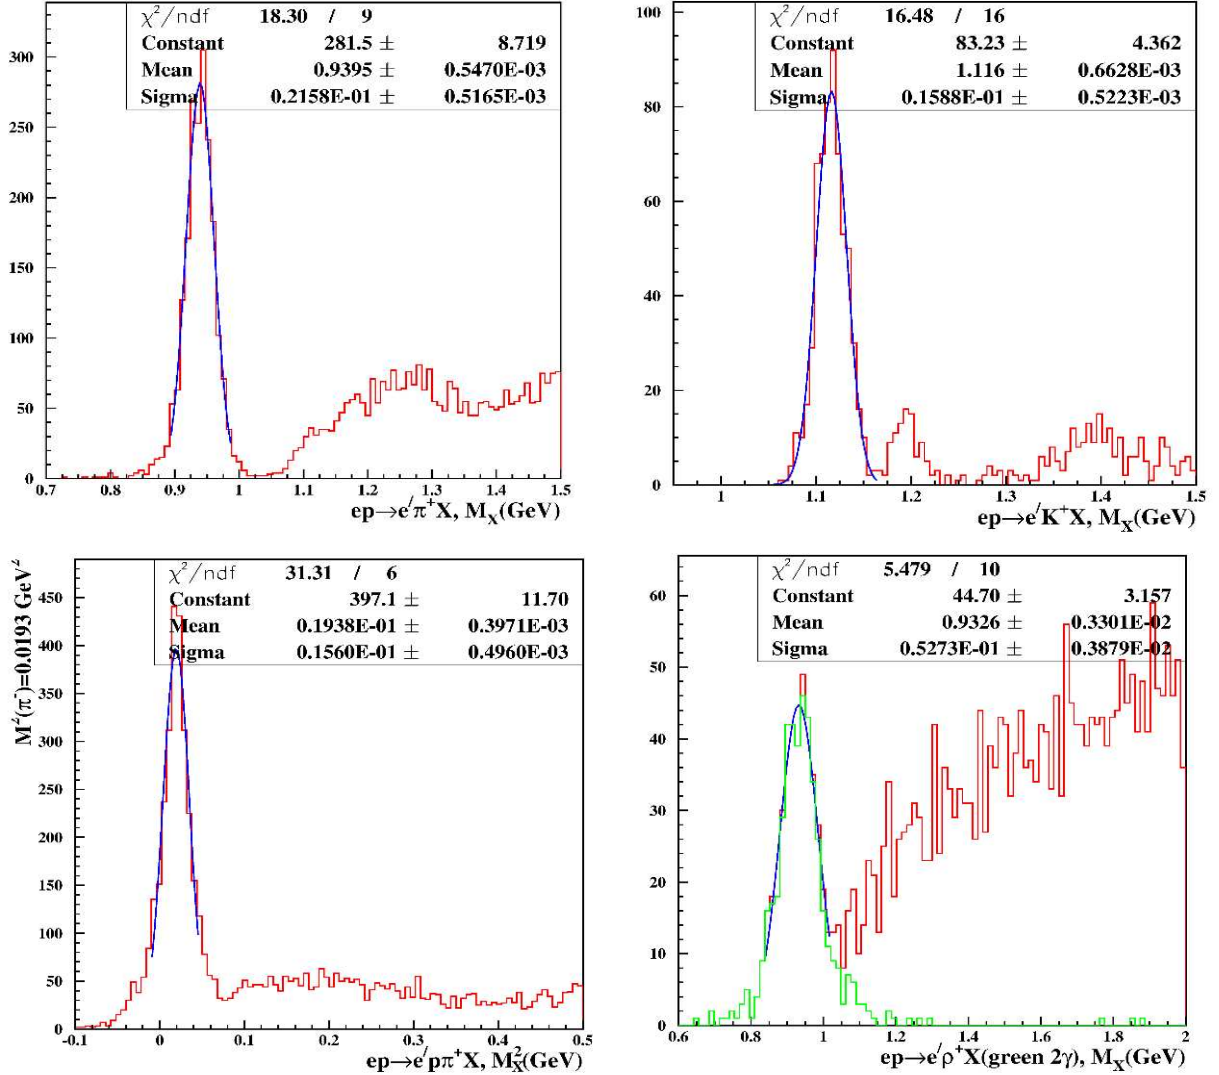 χ²/ndf 18.30 / 9
Constant 281.5 ± 8.719
Mean 0.9395 ± 0.5470E-03
Sigma 0.2158E-01 ± 0.5165E-03
300
250
200
150
100
50
0
0.7 0.8 0.9 1 1.1 1.2 1.3 1.4 1.5
ep→e′π⁺X, M_X(GeV)
χ²/ndf 16.48 / 16
Constant 83.23 ± 4.362
Mean 1.116 ± 0.6628E-03
Sigma 0.1588E-01 ± 0.5223E-03
100
80
60
40
20
0
1 1.1 1.2 1.3 1.4 1.5
ep→e′K⁺X, M_X(GeV)
M²(π⁻)=0.0193 GeV²
χ²/ndf 31.31 / 6
Constant 397.1 ± 11.70
Mean 0.1938E-01 ± 0.3971E-03
Sigma 0.1560E-01 ± 0.4960E-03
450
400
350
300
250
200
150
100
50
0
-0.1 0 0.1 0.2 0.3 0.4 0.5
ep→e′pπ⁺X, M²_X(GeV)
χ²/ndf 5.479 / 10
Constant 44.70 ± 3.157
Mean 0.9326 ± 0.3301E-02
Sigma 0.5273E-01 ± 0.3879E-02
60
50
40
30
20
10
0
0.6 0.8 1 1.2 1.4 1.6 1.8 2
ep→e′ρ⁺X(green 2γ), M_X(GeV)